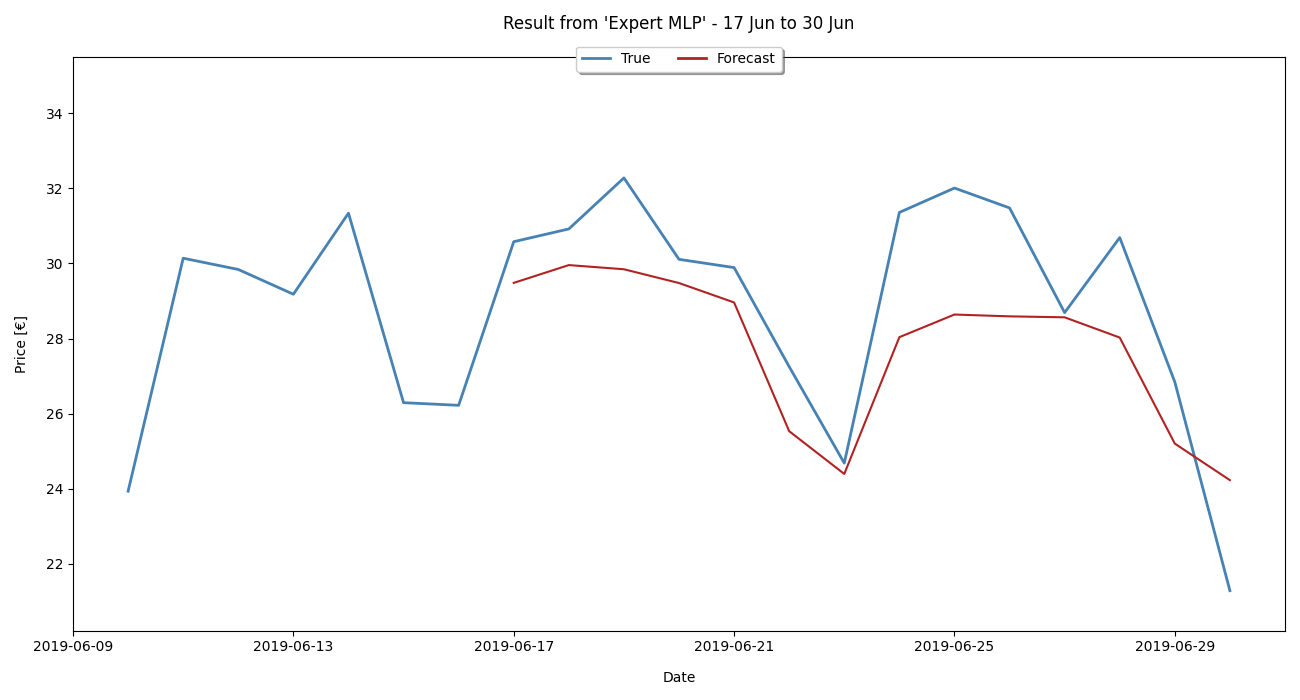 Result from 'Expert MLP' - 17 Jun to 30 Jun
True Forecast
34
32
30
28
26
24
22
Price [€]
2019-06-09 2019-06-13 2019-06-17 2019-06-21 2019-06-25 2019-06-29
Date